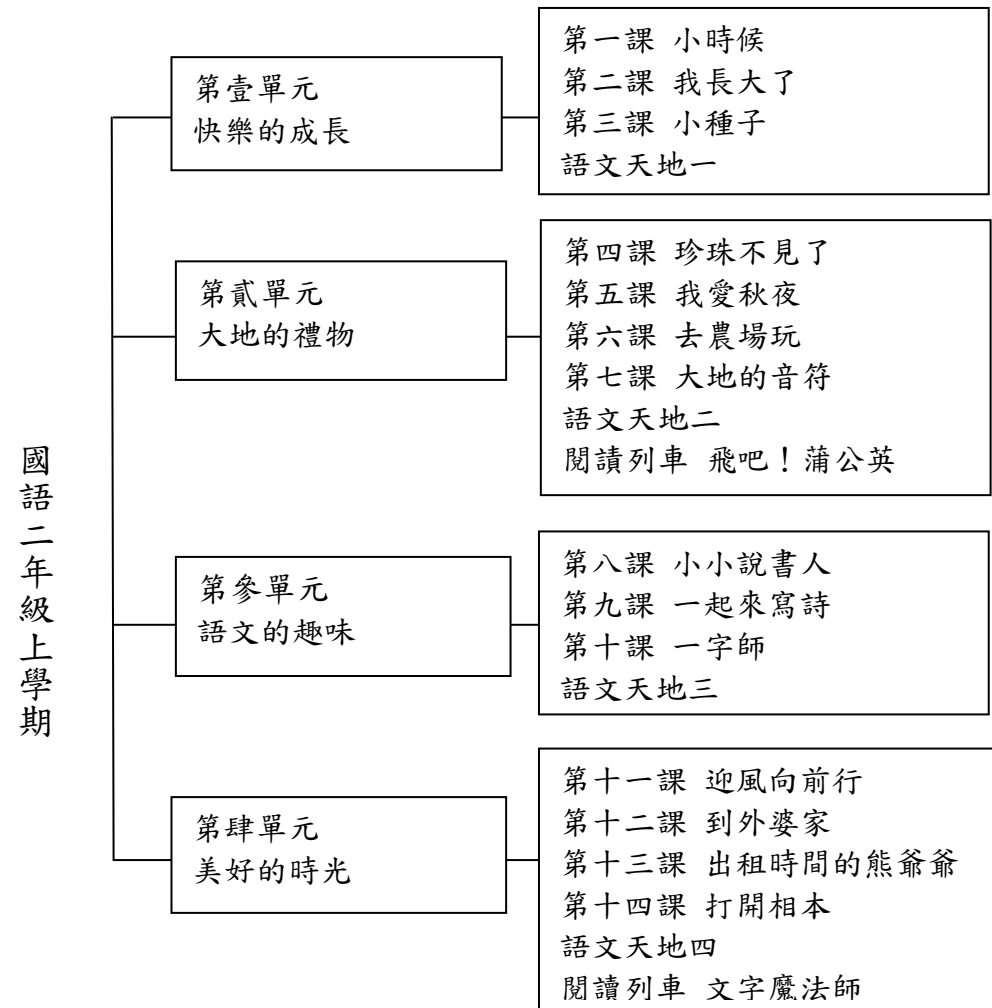 國語二年級上學期
第壹單元
快樂的成長
第一課 小時候
第二課 我長大了
第三課 小種子
語文天地一
第貳單元
大地的禮物
第四課 珍珠不見了
第五課 我愛秋夜
第六課 去農場玩
第七課 大地的音符
語文天地二
閱讀列車 飛吧！蒲公英
第參單元
語文的趣味
第八課 小小說書人
第九課 一起來寫詩
第十課 一字師
語文天地三
第肆單元
美好的時光
第十一課 迎風向前行
第十二課 到外婆家
第十三課 出租時間的熊爺爺
第十四課 打開相本
語文天地四
閱讀列車 文字魔法師